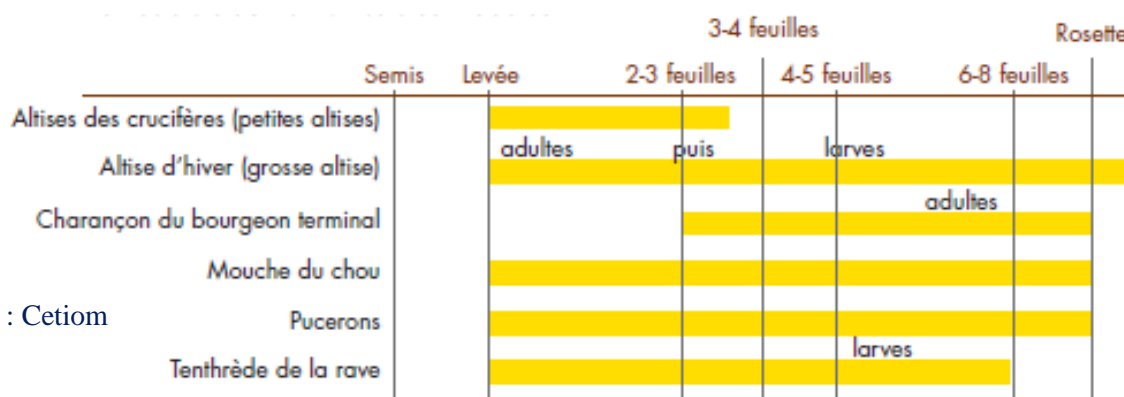 3-4 feuilles Rosette
Semis Levée 2-3 feuilles 4-5 feuilles 6-8 feuilles
Altises des crucifères (petites altises)
adultes puis larves
Altise d'hiver (grosse altise)
adultes
Charançon du bourgeon terminal
Mouche du chou
: Cetiom Pucerons
larves
Tenthrède de la rave